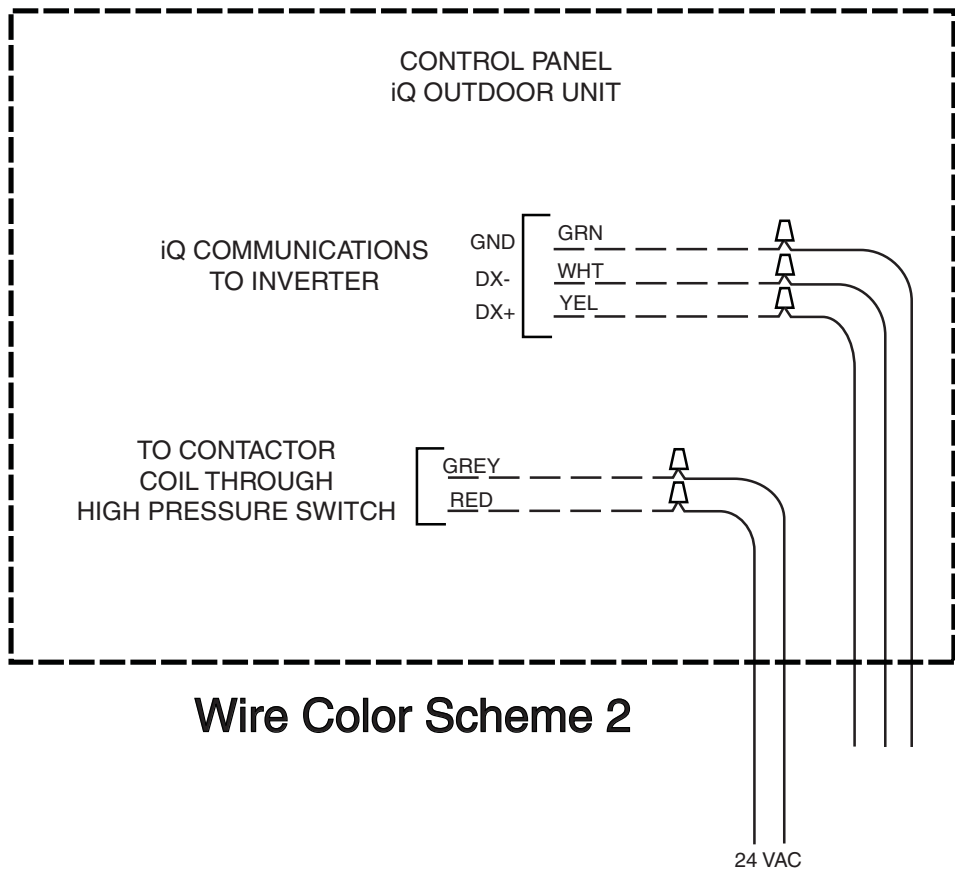 CONTROL PANEL
iQ OUTDOOR UNIT
iQ COMMUNICATIONS
TO INVERTER
GND
GRN
DX-
WHT
DX+
YEL
TO CONTACTOR
COIL THROUGH
HIGH PRESSURE SWITCH
GREY
RED
Wire Color Scheme 2
24 VAC